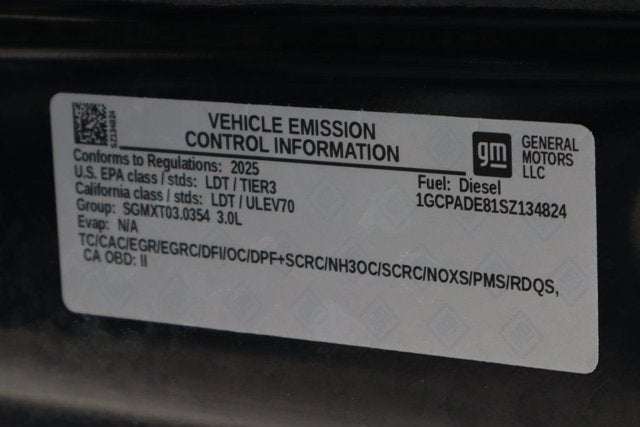 SZ134824
VEHICLE EMISSION
CONTROL INFORMATION
gm
GENERAL
MOTORS
LLC
Conforms to Regulations: 2025
U.S. EPA class / stds: LDT / TIER3
California class / stds: LDT / ULEV70
Group: SGMXT03.0354 3.0L
Evap: N/A
Fuel: Diesel
1GCPADE81SZ134824
TC/CAC/EGR/EGRC/DFI/OC/DPF+SCRC/NH3OC/SCRC/NOXS/PMS/RDQS,
CA OBD: II